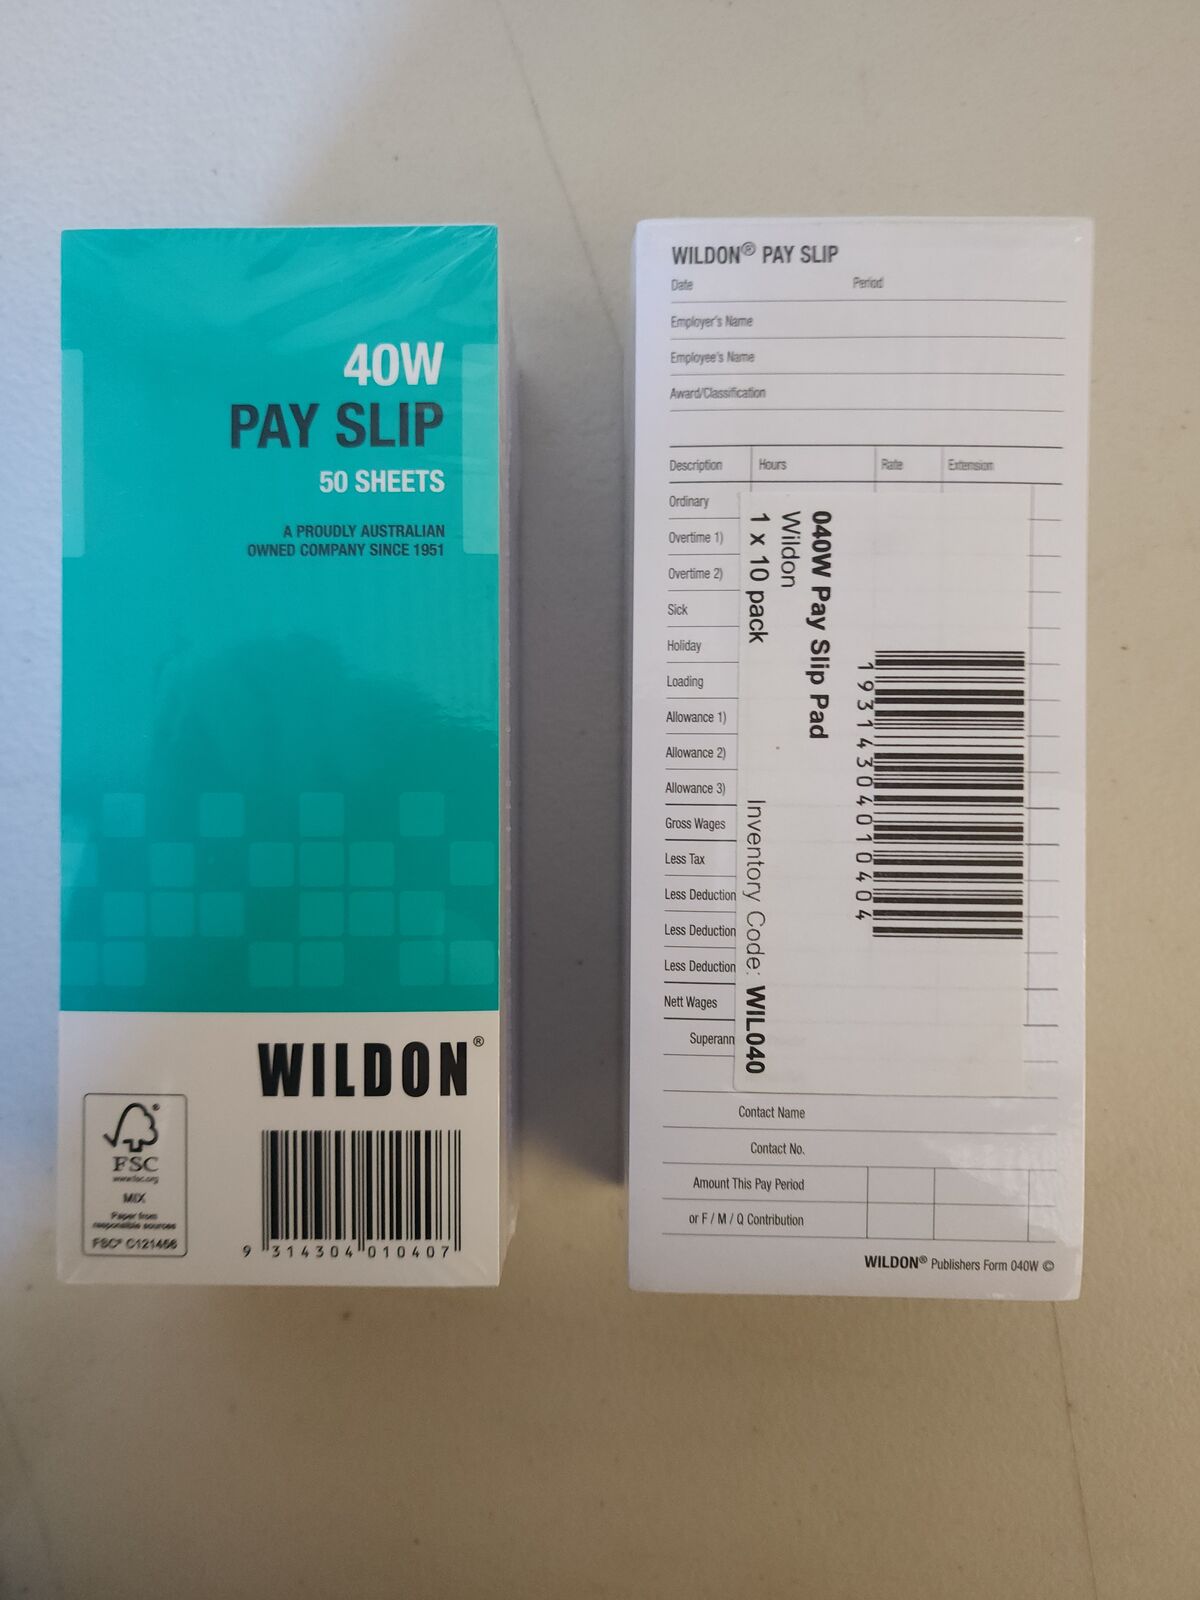 40W
PAY SLIP
50 SHEETS
A PROUDLY AUSTRALIAN
OWNED COMPANY SINCE 1951
WILDON®
FSC
www.fsc.org
MIX
Paper from
responsible sources
FSC® C121466
9 314304 010407
WILDON® PAY SLIP
Date Period
Employer's Name
Employee's Name
Award/Classification
Description Hours Rate Extension
Ordinary
Overtime 1)
Overtime 2)
Sick
Holiday
Loading
Allowance 1)
Allowance 2)
Allowance 3)
Gross Wages
Less Tax
Less Deduction
Less Deduction
Less Deduction
Nett Wages
Superann
Contact Name
Contact No.
Amount This Pay Period
or F / M / Q Contribution
WILDON® Publishers Form 040W ©
040W Pay Slip Pad
Wildon
1 x 10 pack
Inventory Code: WIL040
19314304010404